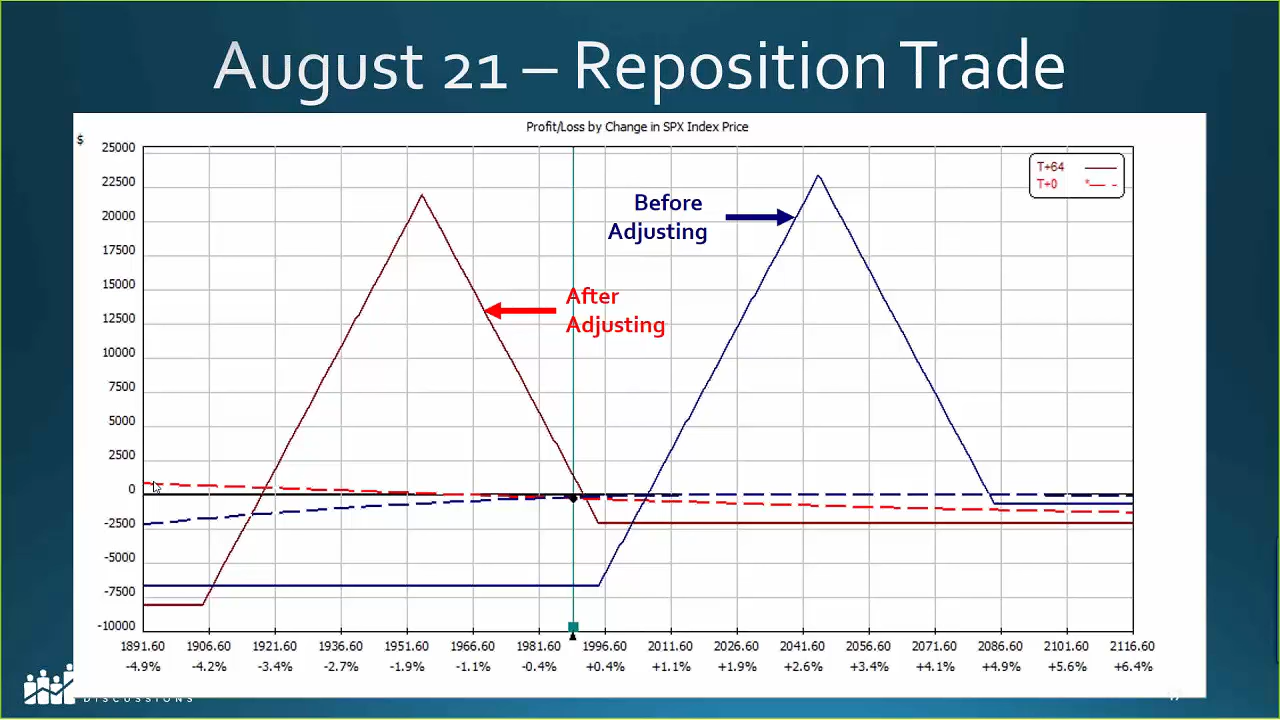 August 21 – Reposition Trade
Profit/Loss by Change in SPX Index Price
$
25000
22500
20000
17500
15000
12500
10000
7500
5000
2500
0
-2500
-5000
-7500
-10000
T+64
T+0
Before
Adjusting
After
Adjusting
1891.60 1906.60 1921.60 1936.60 1951.60 1966.60 1981.60 1996.60 2011.60 2026.60 2041.60 2056.60 2071.60 2086.60 2101.60 2116.60
-4.9% -4.2% -3.4% -2.7% -1.9% -1.1% -0.4% +0.4% +1.1% +1.9% +2.6% +3.4% +4.1% +4.9% +5.6% +6.4%
DISCUSSIONS